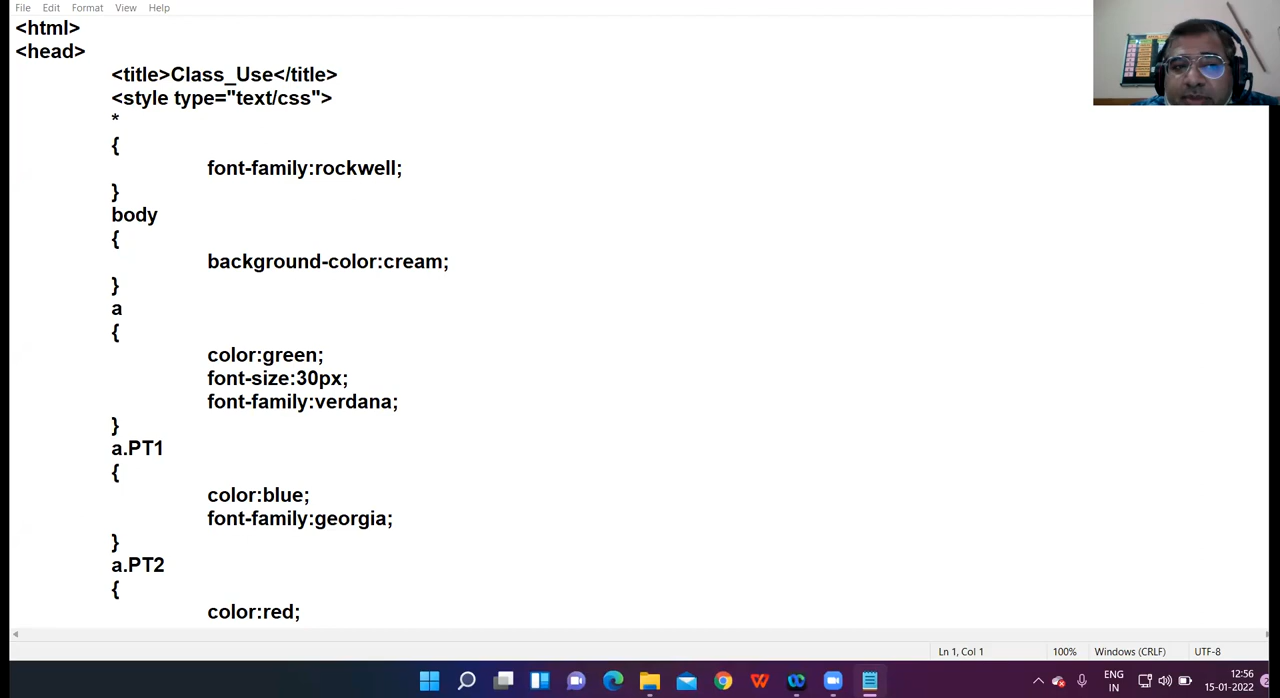 File Edit Format View Help
<html>
<head>
<title>Class_Use</title>
<style type="text/css">
*
{
font-family:rockwell;
}
body
{
background-color:cream;
}
a
{
color:green;
font-size:30px;
font-family:verdana;
}
a.PT1
{
color:blue;
font-family:georgia;
}
a.PT2
{
color:red;
Ln 1, Col 1 100% Windows (CRLF) UTF-8
ENG
IN
12:56
15-01-2022